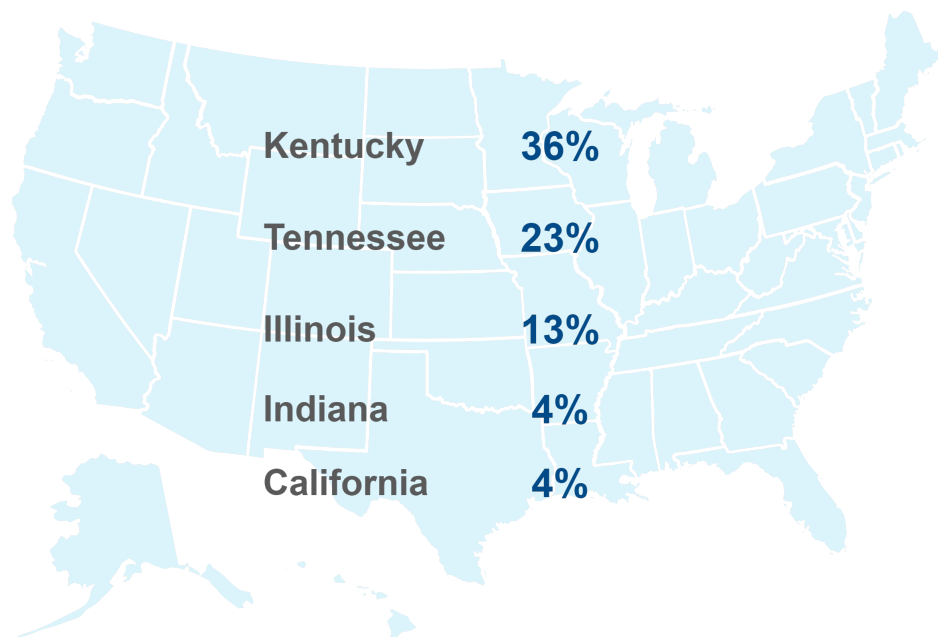 Kentucky 36%
Tennessee 23%
Illinois 13%
Indiana 4%
California 4%